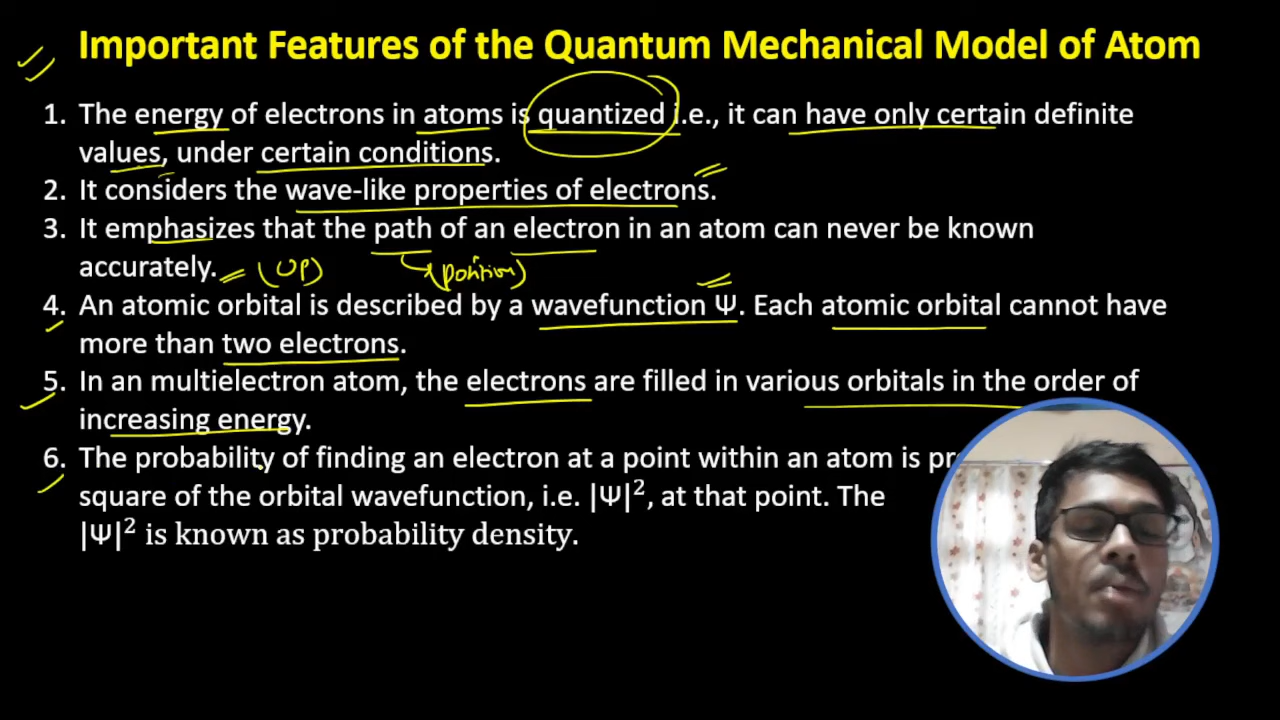 Important Features of the Quantum Mechanical Model of Atom
1. The energy of electrons in atoms is quantized i.e., it can have only certain definite
values, under certain conditions.
2. It considers the wave-like properties of electrons.
3. It emphasizes that the path of an electron in an atom can never be known
accurately. (UP) (position)
4. An atomic orbital is described by a wavefunction Ψ. Each atomic orbital cannot have
more than two electrons.
5. In an multielectron atom, the electrons are filled in various orbitals in the order of
increasing energy.
6. The probability of finding an electron at a point within an atom is
square of the orbital wavefunction, i.e. |Ψ|², at that point. The
|Ψ|² is known as probability density.